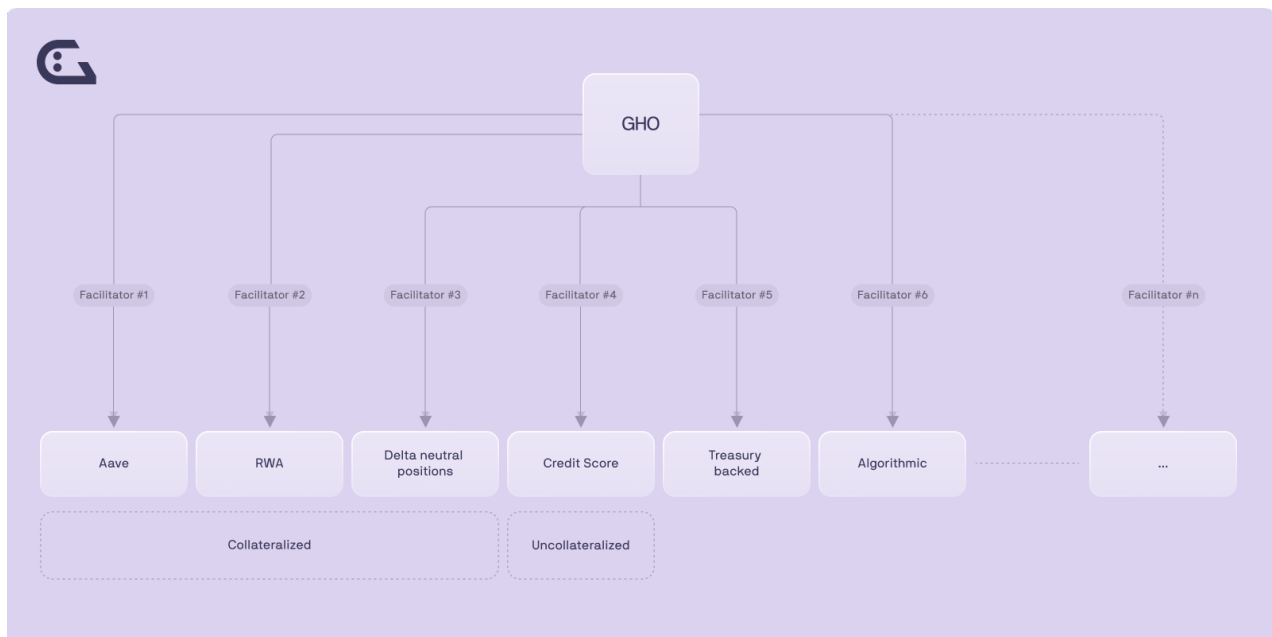 GHO
Facilitator #1
Facilitator #2
Facilitator #3
Facilitator #4
Facilitator #5
Facilitator #6
Facilitator #n
Aave
RWA
Delta neutral
positions
Credit Score
Treasury
backed
Algorithmic
...
Collateralized
Uncollateralized